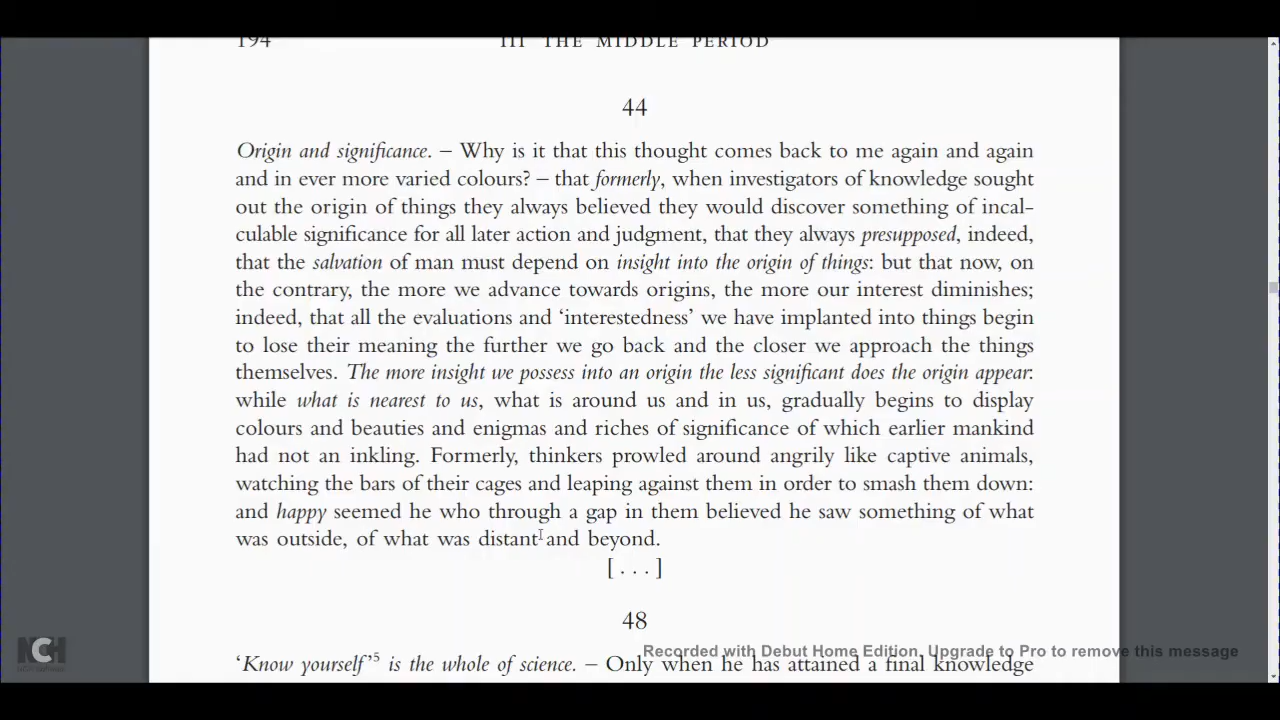 194 III THE MIDDLE PERIOD
44
Origin and significance. – Why is it that this thought comes back to me again and again
and in ever more varied colours? – that formerly, when investigators of knowledge sought
out the origin of things they always believed they would discover something of incal-
culable significance for all later action and judgment, that they always presupposed, indeed,
that the salvation of man must depend on insight into the origin of things: but that now, on
the contrary, the more we advance towards origins, the more our interest diminishes;
indeed, that all the evaluations and ‘interestedness’ we have implanted into things begin
to lose their meaning the further we go back and the closer we approach the things
themselves. The more insight we possess into an origin the less significant does the origin appear:
while what is nearest to us, what is around us and in us, gradually begins to display
colours and beauties and enigmas and riches of significance of which earlier mankind
had not an inkling. Formerly, thinkers prowled around angrily like captive animals,
watching the bars of their cages and leaping against them in order to smash them down:
and happy seemed he who through a gap in them believed he saw something of what
was outside, of what was distant and beyond.
[ . . . ]
48
‘Know yourself’5 is the whole of science. – Only when he has attained a final knowledge
Recorded with Debut Home Edition. Upgrade to Pro to remove this message
NCH